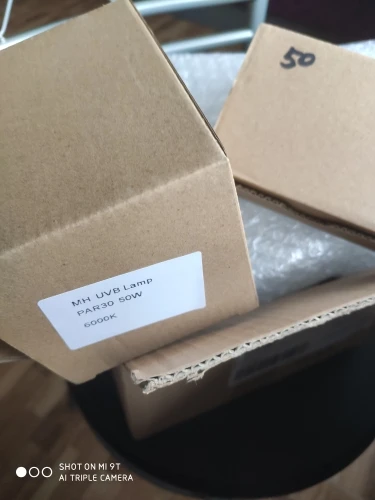 50
MH UVB Lamp
PAR30 50W
6000K
SHOT ON MI 9T
AI TRIPLE CAMERA